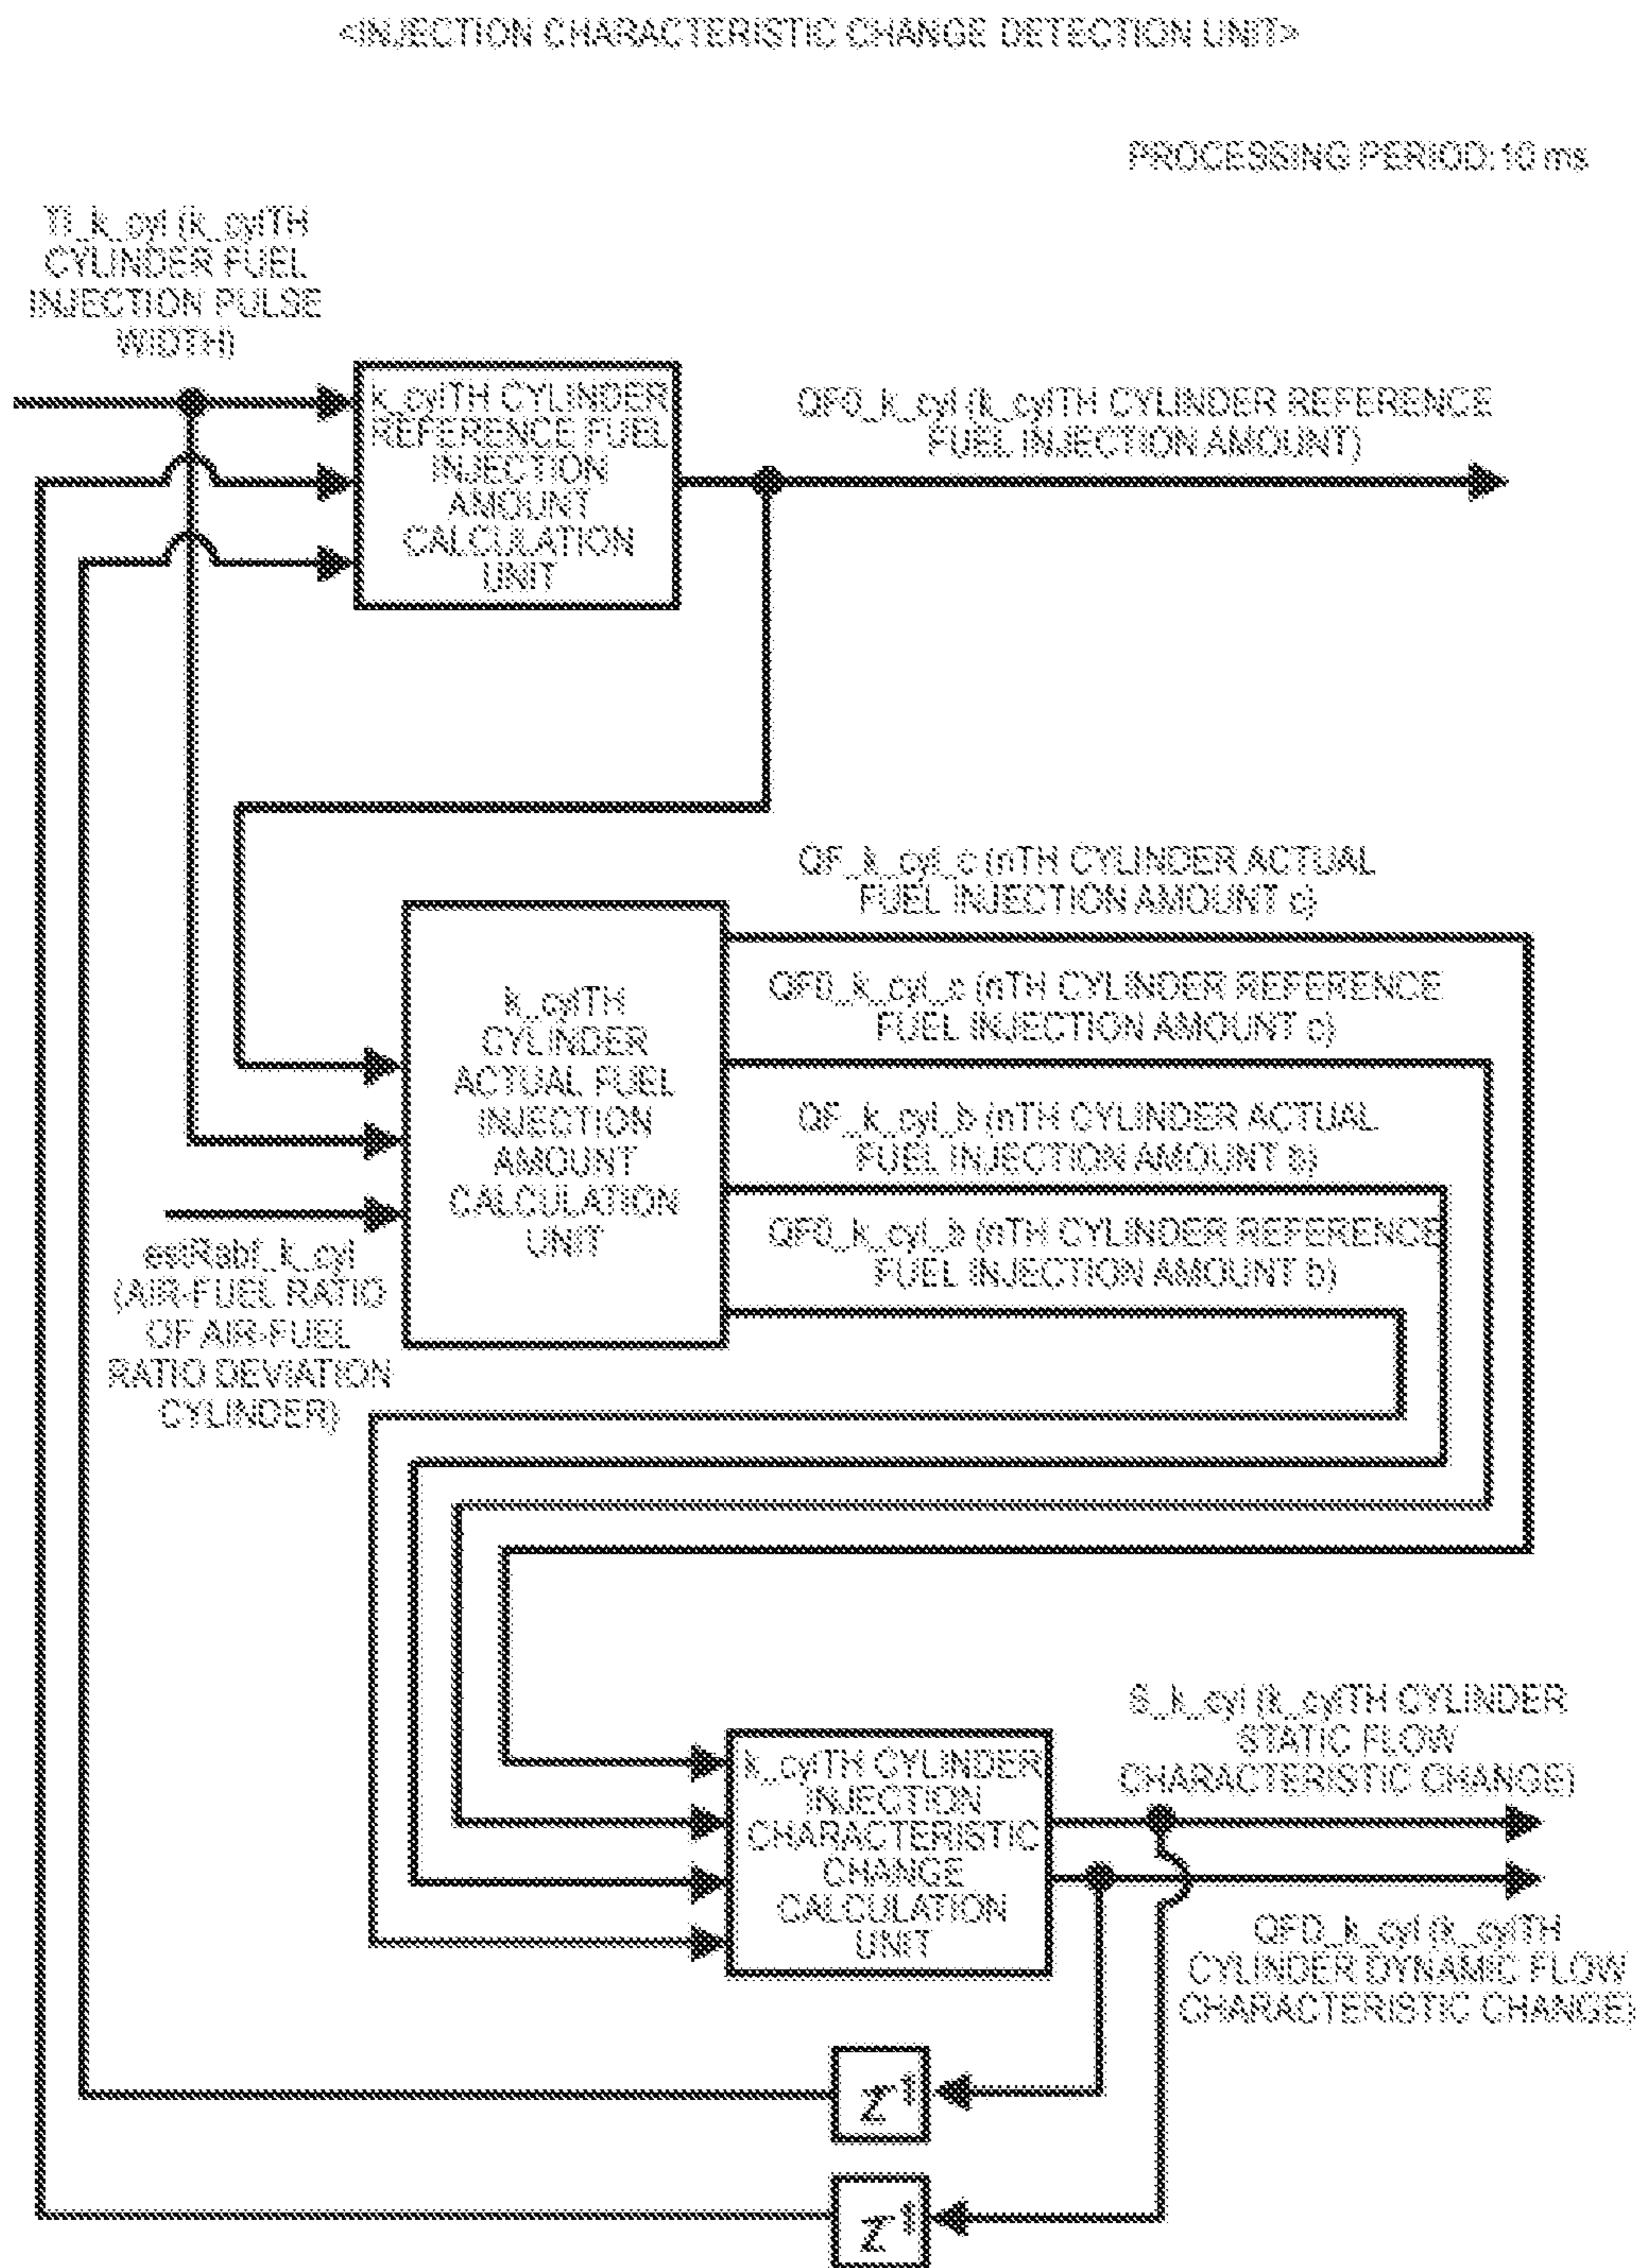 <INJECTION CHARACTERISTIC CHANGE DETECTION UNIT>
PROCESSING PERIOD:10 ms
TI_k_cyl (k_cylTH
CYLINDER FUEL
INJECTION PULSE
WIDTH)
k_cylTH CYLINDER
REFERENCE FUEL
INJECTION
AMOUNT
CALCULATION
UNIT
QF0_k_cyl (k_cylTH CYLINDER REFERENCE
FUEL INJECTION AMOUNT)
QF_k_cyl_c (nTH CYLINDER ACTUAL
FUEL INJECTION AMOUNT c)
QF0_k_cyl_c (nTH CYLINDER REFERENCE
FUEL INJECTION AMOUNT c)
k_cylTH
CYLINDER
ACTUAL FUEL
INJECTION
AMOUNT
CALCULATION
UNIT
QF_k_cyl_b (nTH CYLINDER ACTUAL
FUEL INJECTION AMOUNT b)
QF0_k_cyl_b (nTH CYLINDER REFERENCE
FUEL INJECTION AMOUNT b)
estRabf_k_cyl
(AIR-FUEL RATIO
OF AIR-FUEL
RATIO DEVIATION
CYLINDER)
k_cylTH CYLINDER
INJECTION
CHARACTERISTIC
CHANGE
CALCULATION
UNIT
S_k_cyl (k_cylTH CYLINDER
STATIC FLOW
CHARACTERISTIC CHANGE)
QFD_k_cyl (k_cylTH
CYLINDER DYNAMIC FLOW
CHARACTERISTIC CHANGE)
z⁻¹
z⁻¹